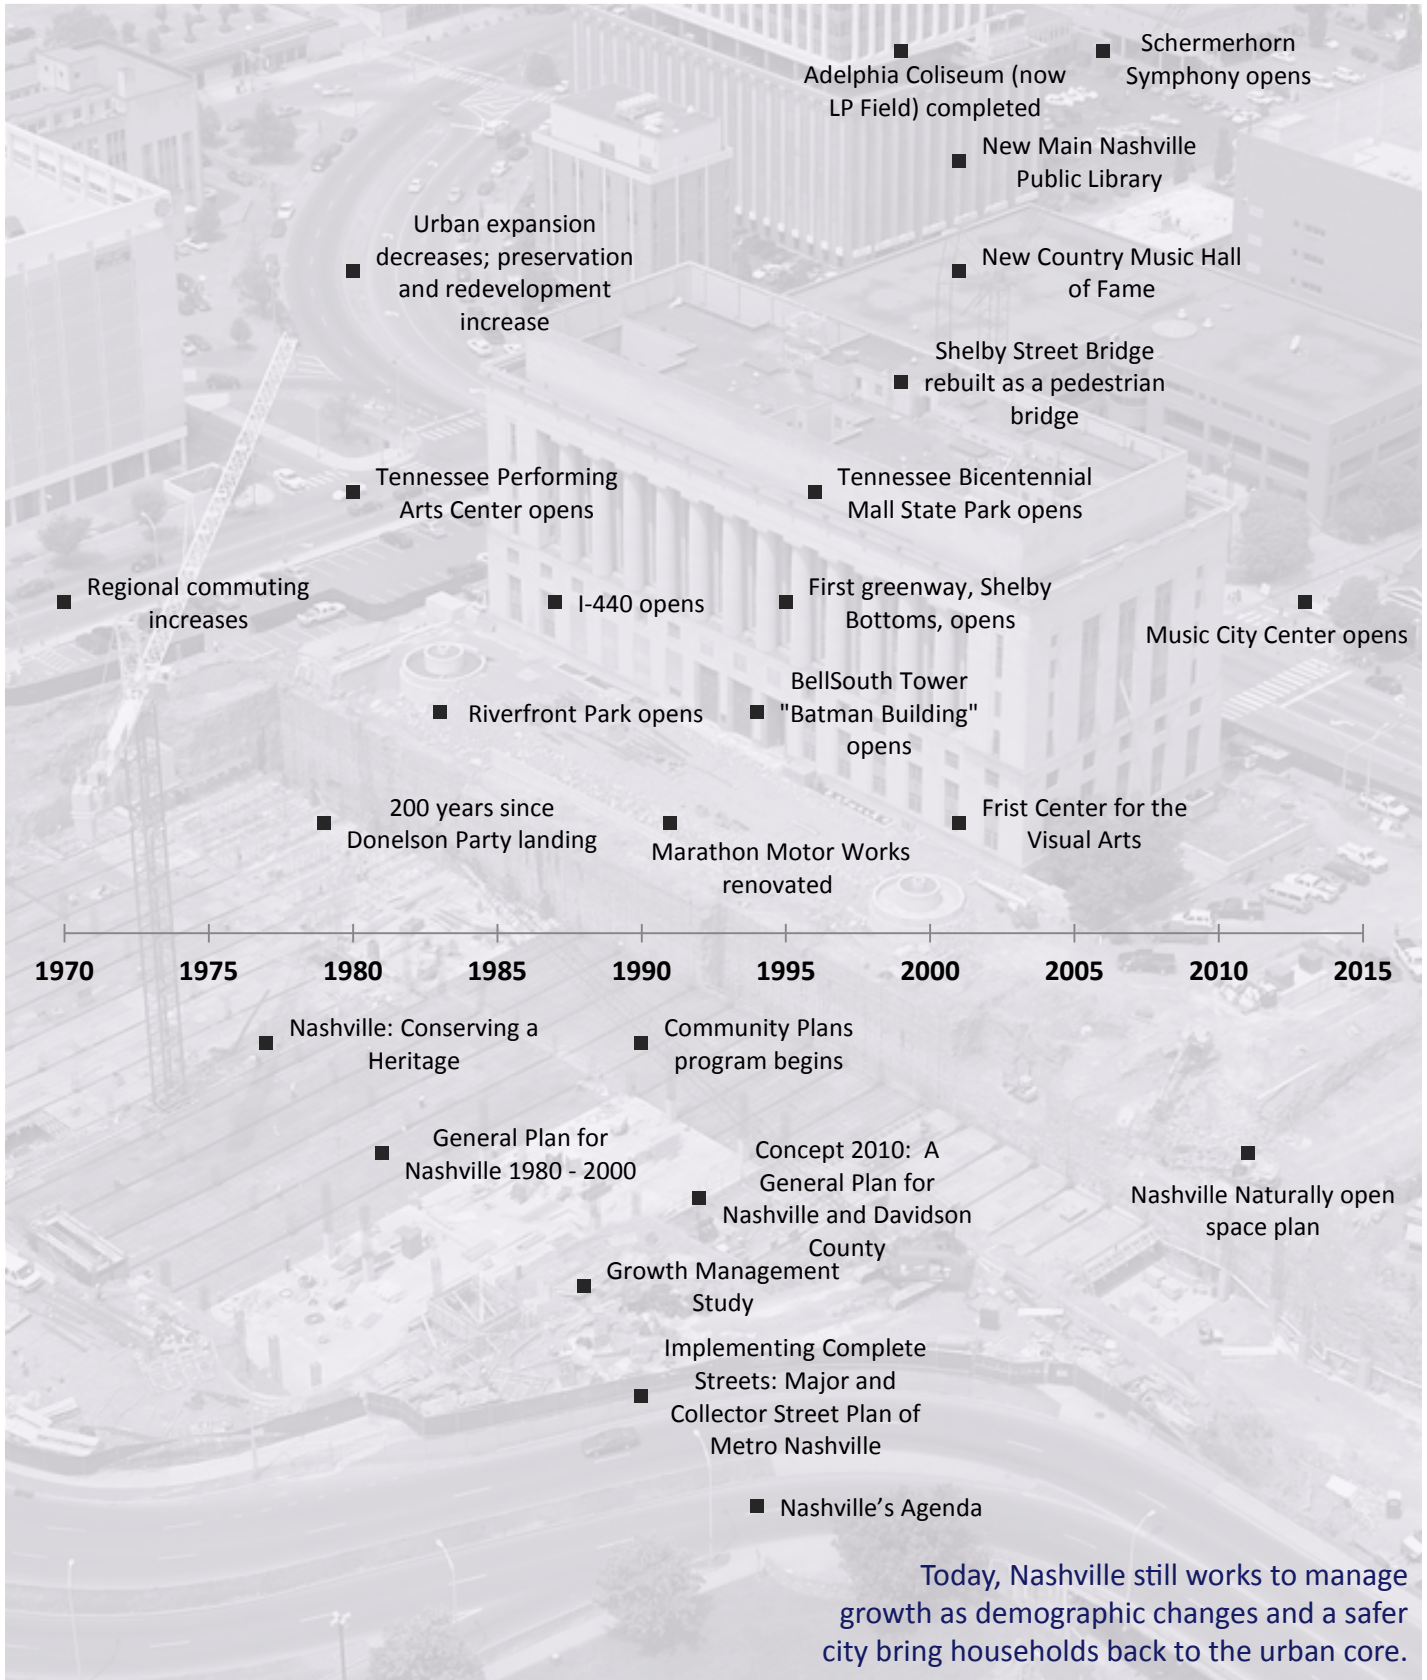 Schermerhorn
Symphony opens
Adelphia Coliseum (now
LP Field) completed
New Main Nashville
Public Library
Urban expansion
decreases; preservation
and redevelopment
increase
New Country Music Hall
of Fame
Shelby Street Bridge
rebuilt as a pedestrian
bridge
Tennessee Performing
Arts Center opens
Tennessee Bicentennial
Mall State Park opens
Regional commuting
increases
I-440 opens
First greenway, Shelby
Bottoms, opens
Music City Center opens
Riverfront Park opens
BellSouth Tower
"Batman Building"
opens
200 years since
Donelson Party landing
Marathon Motor Works
renovated
Frist Center for the
Visual Arts
1970 1975 1980 1985 1990 1995 2000 2005 2010 2015
Nashville: Conserving a
Heritage
Community Plans
program begins
General Plan for
Nashville 1980 - 2000
Concept 2010: A
General Plan for
Nashville and Davidson
County
Nashville Naturally open
space plan
Growth Management
Study
Implementing Complete
Streets: Major and
Collector Street Plan of
Metro Nashville
Nashville’s Agenda
Today, Nashville still works to manage
growth as demographic changes and a safer
city bring households back to the urban core.